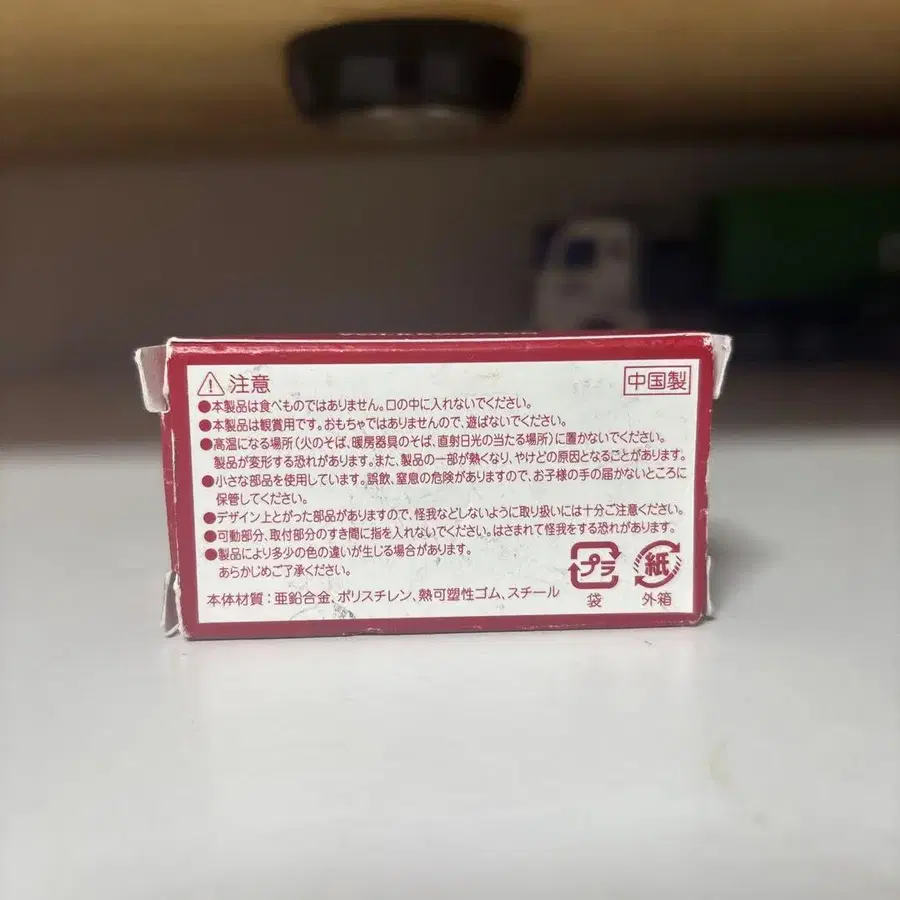 注意
中国製
●本製品は食べものではありません。口の中に入れないでください。
●本製品は観賞用です。おもちゃではありませんので、遊ばないでください。
●高温になる場所(火のそば、暖房器具のそば、直射日光の当たる場所)に置かないでください。
製品が変形する恐れがあります。また、製品の一部が熱くなり、やけどの原因となることがあります。
●小さな部品を使用しています。誤飲、窒息の危険がありますので、お子様の手の届かないところに
保管してください。
●デザイン上とがった部品がありますので、怪我などしないように取り扱いには十分ご注意ください。
●可動部分、取付部分のすき間に指を入れないでください。はさまれて怪我をする恐れがあります。
●製品により多少の色の違いが生じる場合があります。
あらかじめご了承ください。
プラ
紙
袋
外箱
本体材質：亜鉛合金、ポリスチレン、熱可塑性ゴム、スチール